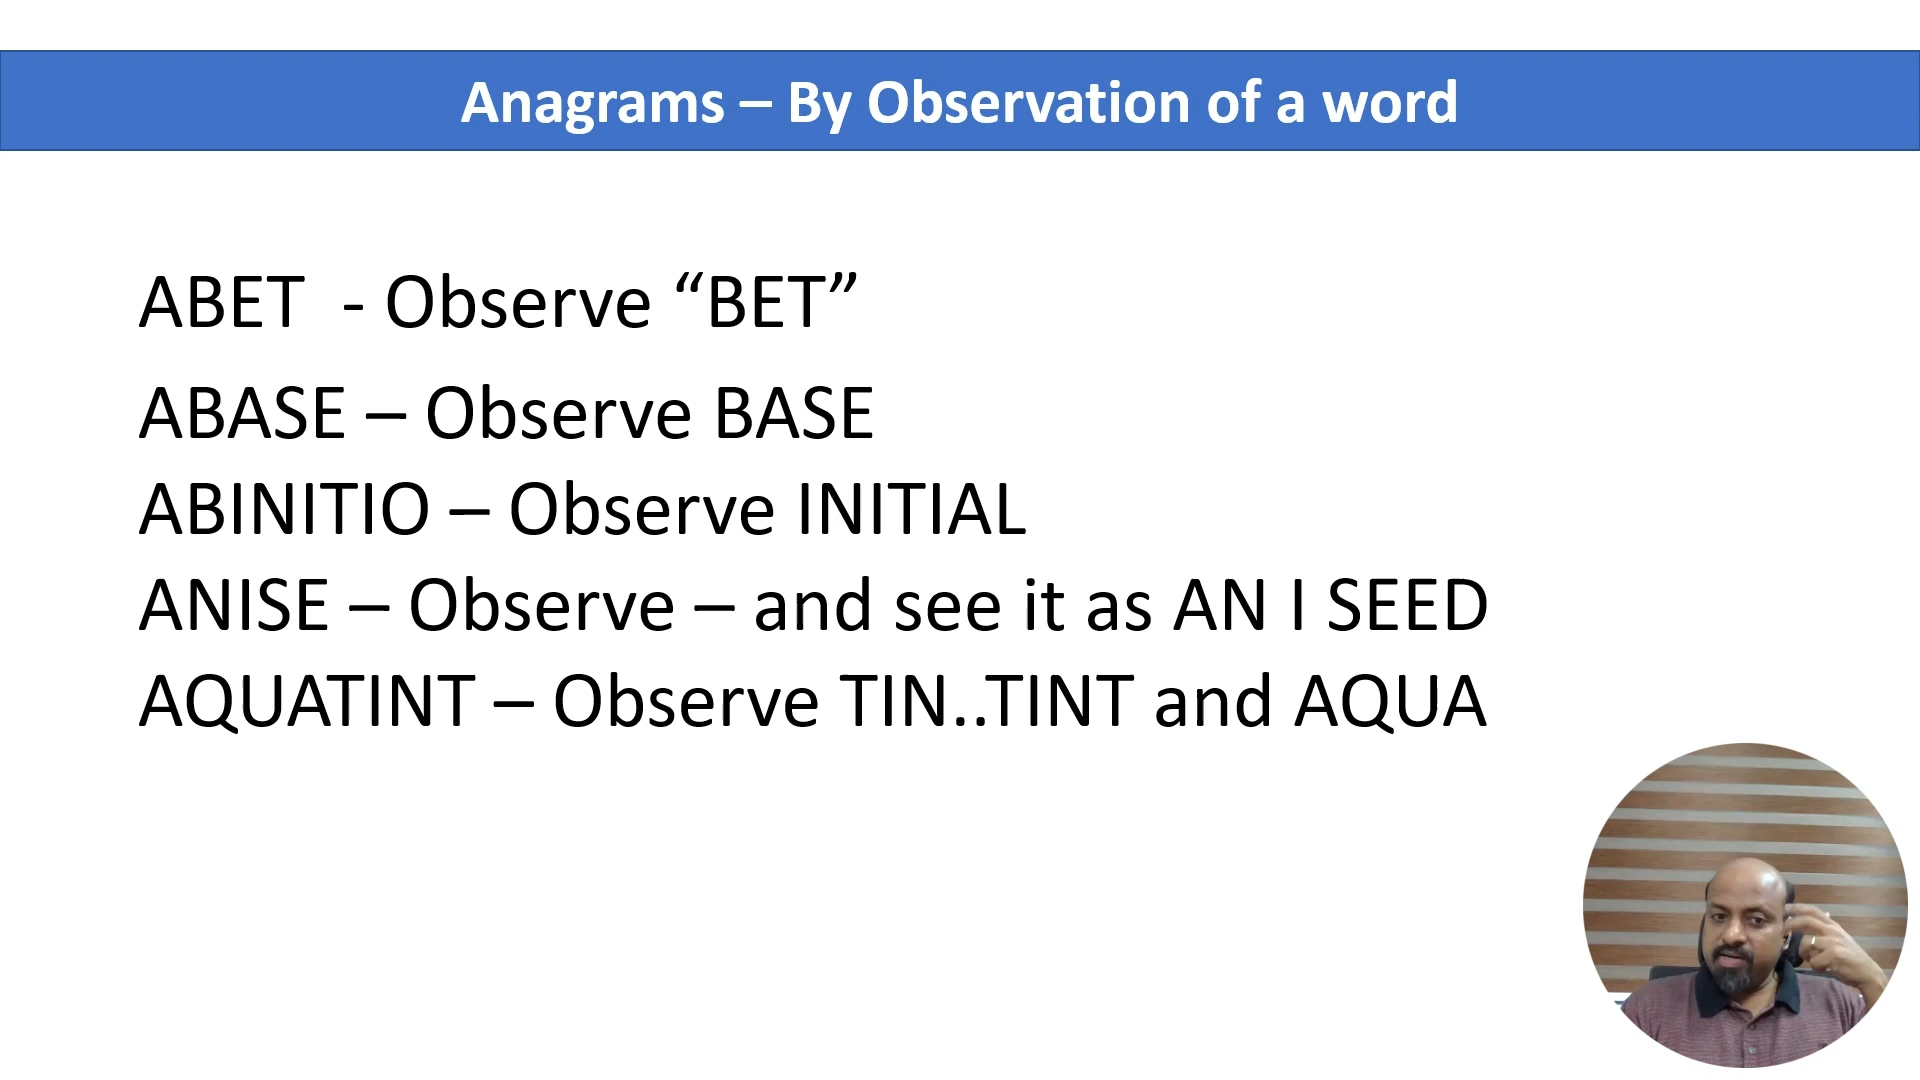 Anagrams – By Observation of a word
ABET  - Observe “BET”
ABASE – Observe BASE
ABINITIO – Observe INITIAL
ANISE – Observe – and see it as AN I SEED
AQUATINT – Observe TIN..TINT and AQUA